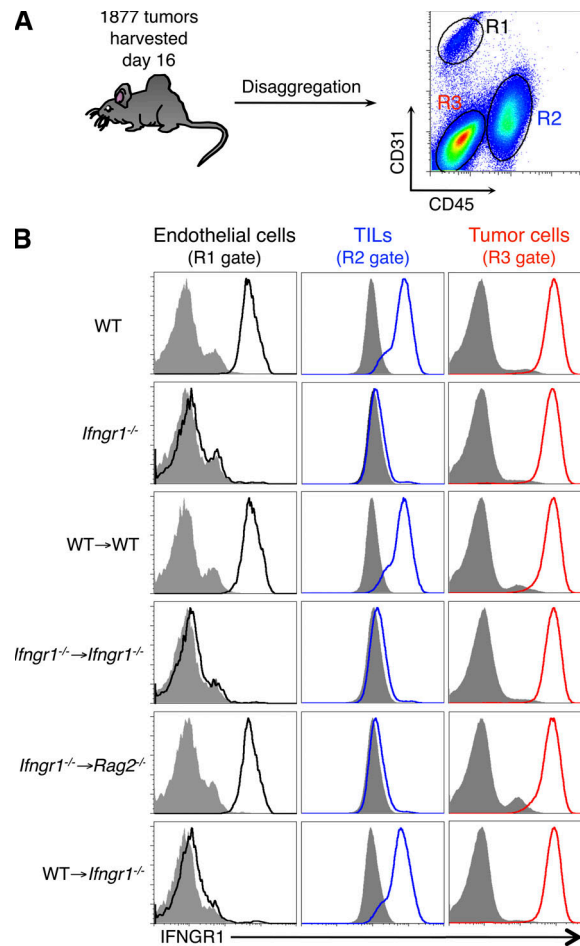 A
1877 tumors
harvested
day 16
Disaggregation
R1
R3
R2
CD31
CD45
B
Endothelial cells
(R1 gate)
TILs
(R2 gate)
Tumor cells
(R3 gate)
WT
Ifngr1-/-
WT→WT
Ifngr1-/-→Ifngr1-/-
Ifngr1-/-→Rag2-/-
WT→Ifngr1-/-
IFNGR1